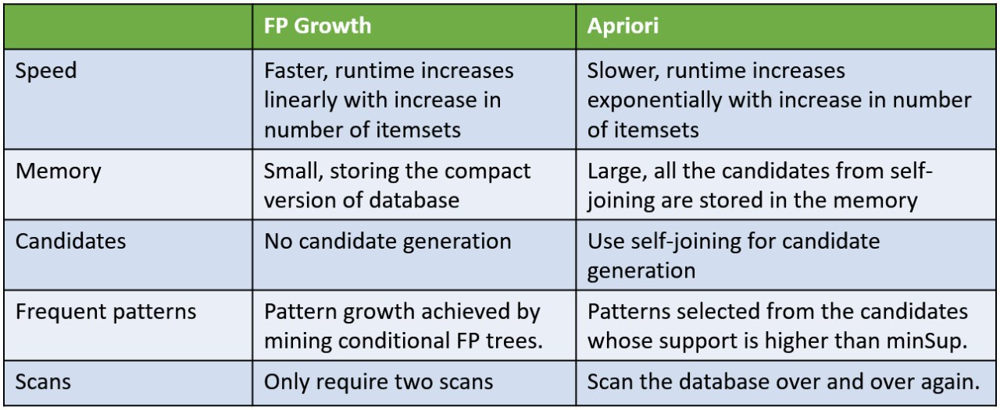 FP Growth
Apriori
Speed
Faster, runtime increases
linearly with increase in
number of itemsets
Slower, runtime increases
exponentially with increase in number
of itemsets
Memory
Small, storing the compact
version of database
Large, all the candidates from self-
joining are stored in the memory
Candidates
No candidate generation
Use self-joining for candidate
generation
Frequent patterns
Pattern growth achieved by
mining conditional FP trees.
Patterns selected from the candidates
whose support is higher than minSup.
Scans
Only require two scans
Scan the database over and over again.